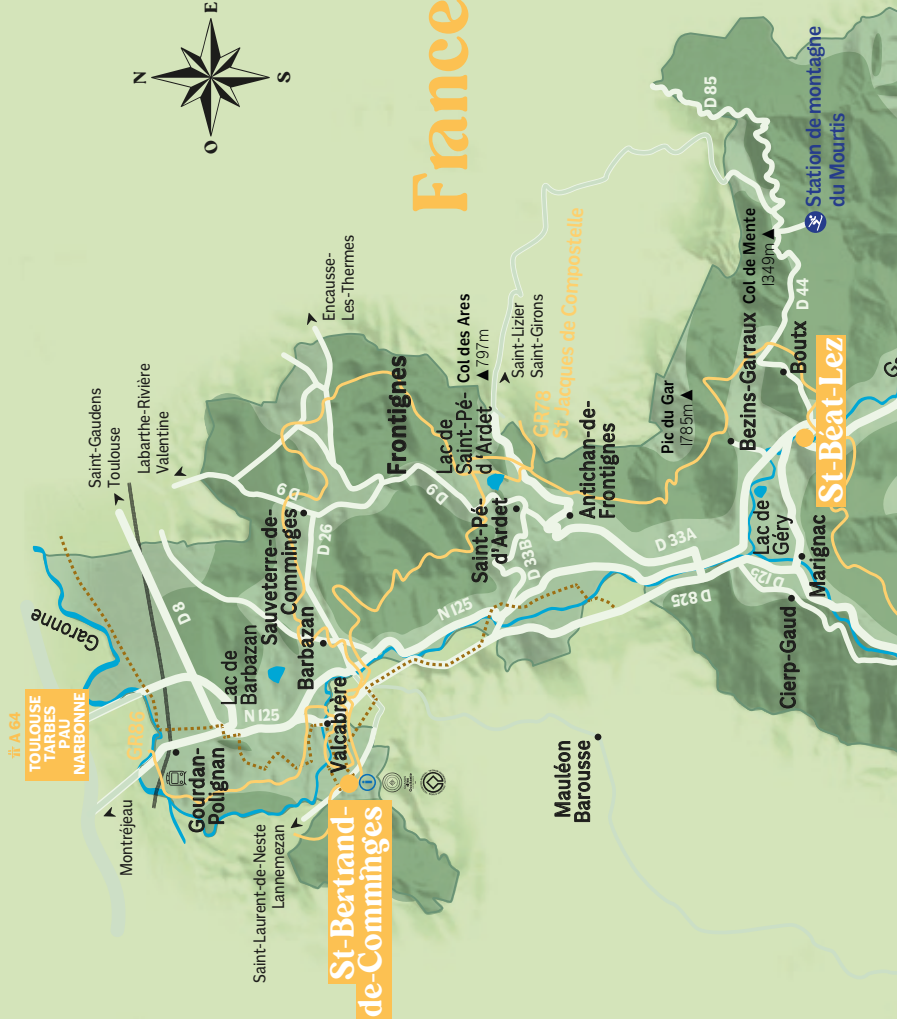 N
E
S
O
France
Garonne
A 64
TOULOUSE
TARBES
PAU
NARBONNE
Montréjeau
Saint-Gaudens
Toulouse
Labarthe-Rivière
Valentine
Encausse-
Les-Thermes
Saint-Laurent-de-Neste
Lannemezan
GR86
D 8
N 125
Gourdan-
Polignan
Lac de
Barbazan
Barbazan
Sauveterre-de-
Comminges
D 26
D 9
Frontignes
D 9
Valcabrère
i
St-Bertrand-
de-Comminges
Mauléon
Barousse
N 125
Lac de
Saint-Pé-
d'Ardet
Saint-Pé-
d'Ardet
D 33B
Col des Ares
797m
Saint-Lizier
Saint-Girons
GR78
St Jacques de Compostelle
Antichan-de-
Frontignes
D 33A
D 825
D 125
Pic du Gar
1785m
Bezins-Garraux
Col de Mente
1349m
D 85
D 44
Station de montagne
du Mourtis
Boutx
St-Béat-Lez
Lac de
Géry
Marignac
Cierp-Gaud